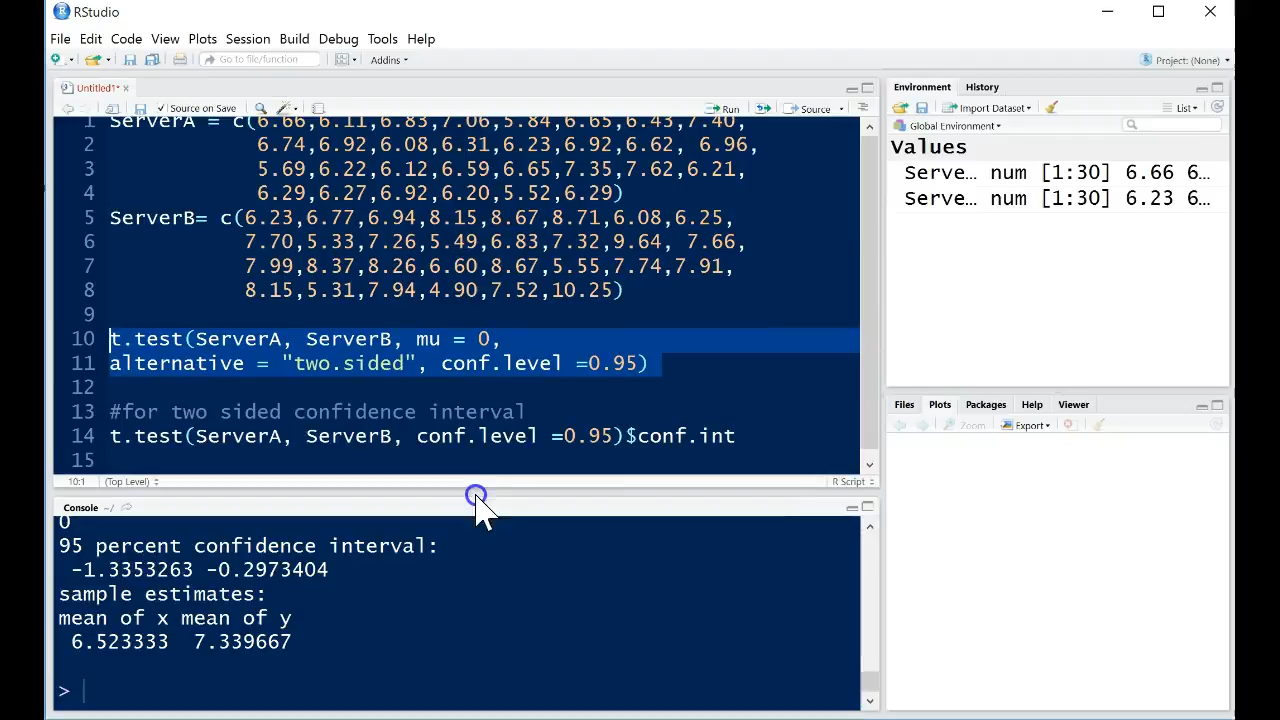 RStudio
File Edit Code View Plots Session Build Debug Tools Help
Go to file/function Addins Project: (None)
Untitled1*
Source on Save Run Source
1 ServerA = c(6.66,6.11,6.83,7.06,5.84,6.65,6.43,7.40,
2 6.74,6.92,6.08,6.31,6.23,6.92,6.62, 6.96,
3 5.69,6.22,6.12,6.59,6.65,7.35,7.62,6.21,
4 6.29,6.27,6.92,6.20,5.52,6.29)
5 ServerB= c(6.23,6.77,6.94,8.15,8.67,8.71,6.08,6.25,
6 7.70,5.33,7.26,5.49,6.83,7.32,9.64, 7.66,
7 7.99,8.37,8.26,6.60,8.67,5.55,7.74,7.91,
8 8.15,5.31,7.94,4.90,7.52,10.25)
9
10 t.test(ServerA, ServerB, mu = 0,
11 alternative = "two.sided", conf.level =0.95)
12
13 #for two sided confidence interval
14 t.test(ServerA, ServerB, conf.level =0.95)$conf.int
15
10:1 (Top Level) R Script
Console ~/
0
95 percent confidence interval:
-1.3353263 -0.2973404
sample estimates:
mean of x mean of y
6.523333 7.339667
>
Environment History
Import Dataset List
Global Environment
Values
Serve… num [1:30] 6.66 6…
Serve… num [1:30] 6.23 6…
Files Plots Packages Help Viewer
Zoom Export